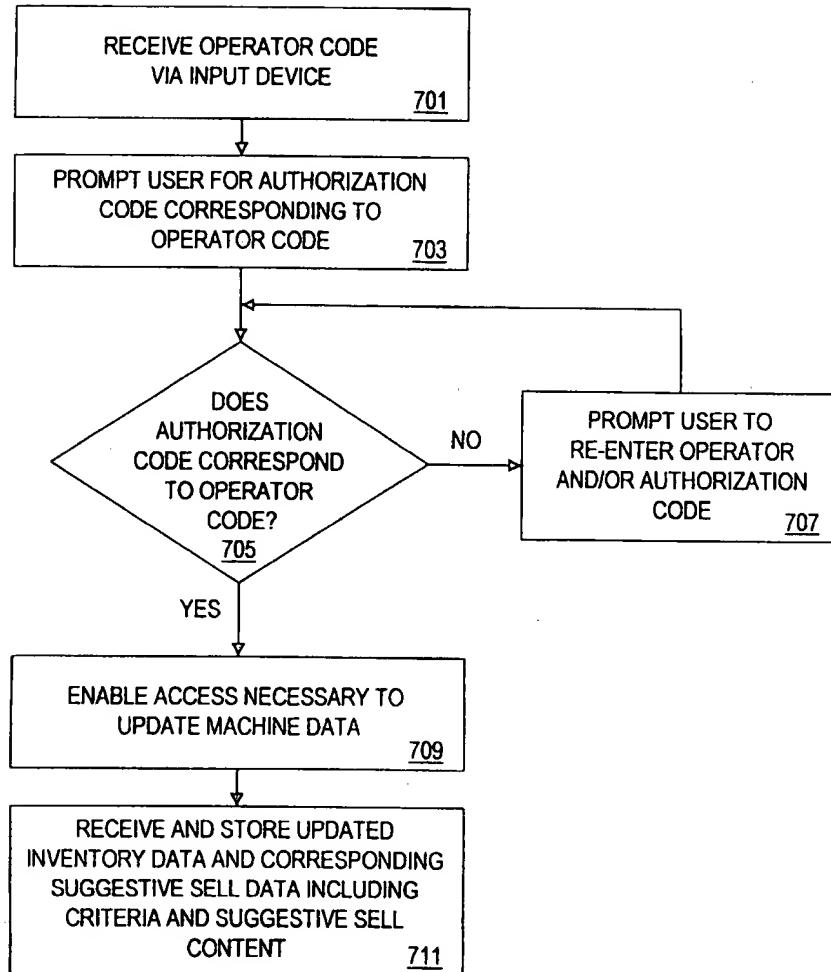 RECEIVE OPERATOR CODE
VIA INPUT DEVICE
701
PROMPT USER FOR AUTHORIZATION
CODE CORRESPONDING TO
OPERATOR CODE
703
DOES
AUTHORIZATION
CODE CORRESPOND
TO OPERATOR
CODE?
705
NO
PROMPT USER TO
RE-ENTER OPERATOR
AND/OR AUTHORIZATION
CODE
707
YES
ENABLE ACCESS NECESSARY TO
UPDATE MACHINE DATA
709
RECEIVE AND STORE UPDATED
INVENTORY DATA AND CORRESPONDING
SUGGESTIVE SELL DATA INCLUDING
CRITERIA AND SUGGESTIVE SELL
CONTENT
711